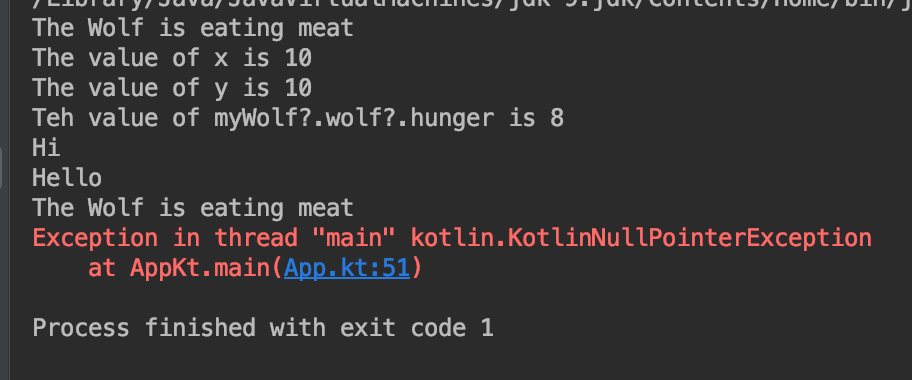 /Library/Java/JavaVirtualMachines/jdk-9.jdk/Contents/Home/bin/j
The Wolf is eating meat
The value of x is 10
The value of y is 10
Teh value of myWolf?.wolf?.hunger is 8
Hi
Hello
The Wolf is eating meat
Exception in thread "main" kotlin.KotlinNullPointerException
at AppKt.main(App.kt:51)
Process finished with exit code 1